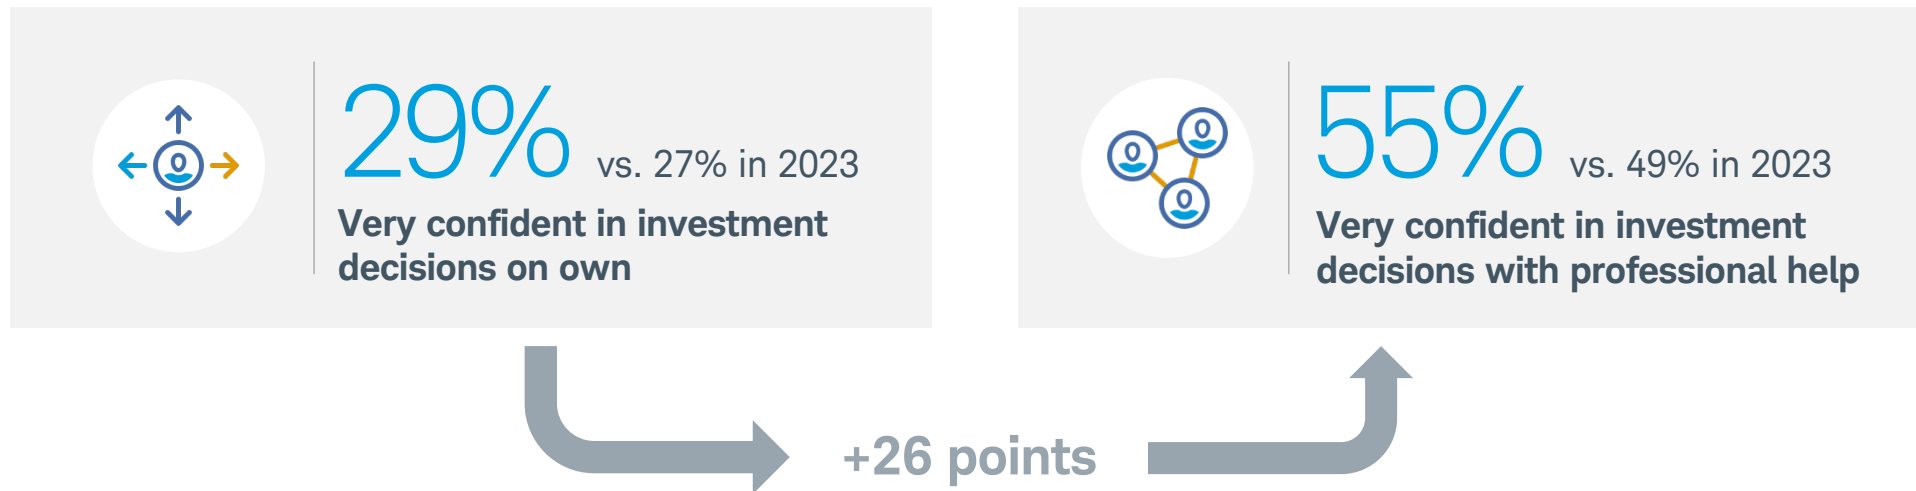 29% vs. 27% in 2023
Very confident in investment
decisions on own
55% vs. 49% in 2023
Very confident in investment
decisions with professional help
+26 points